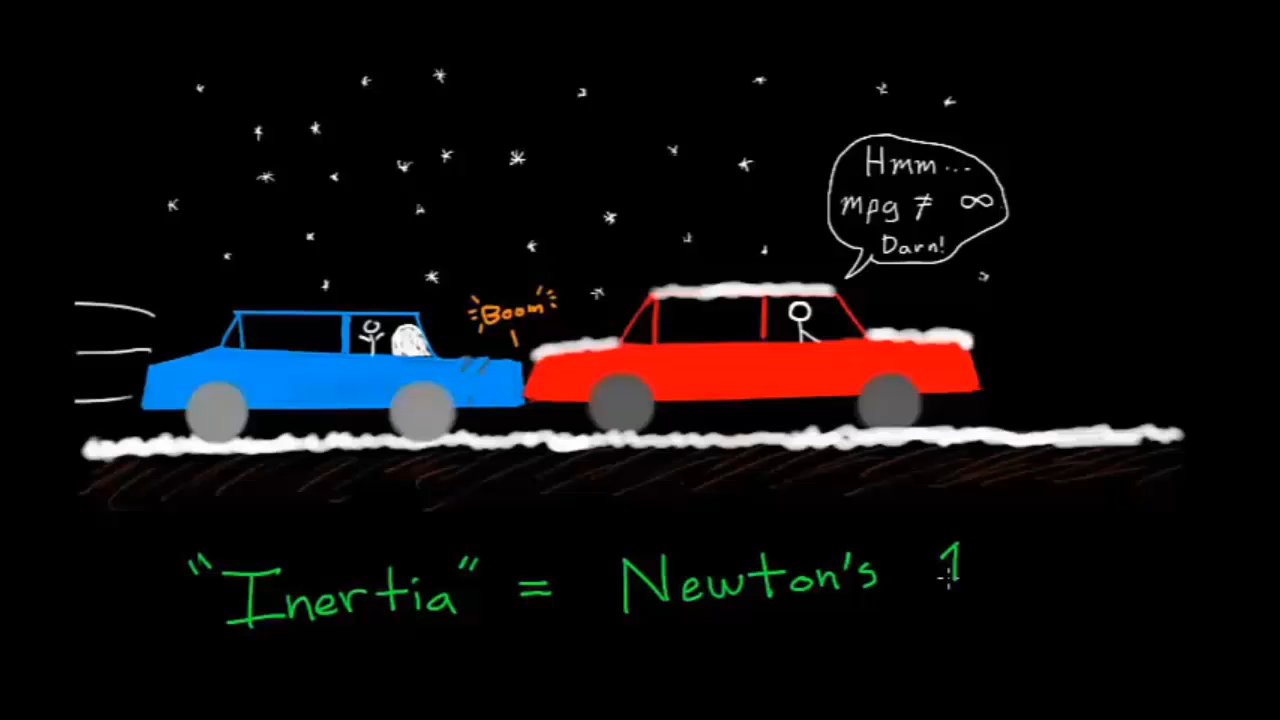 Hmm...
mpg ≠ ∞
Darn!
Boom
"Inertia" = Newton's 1